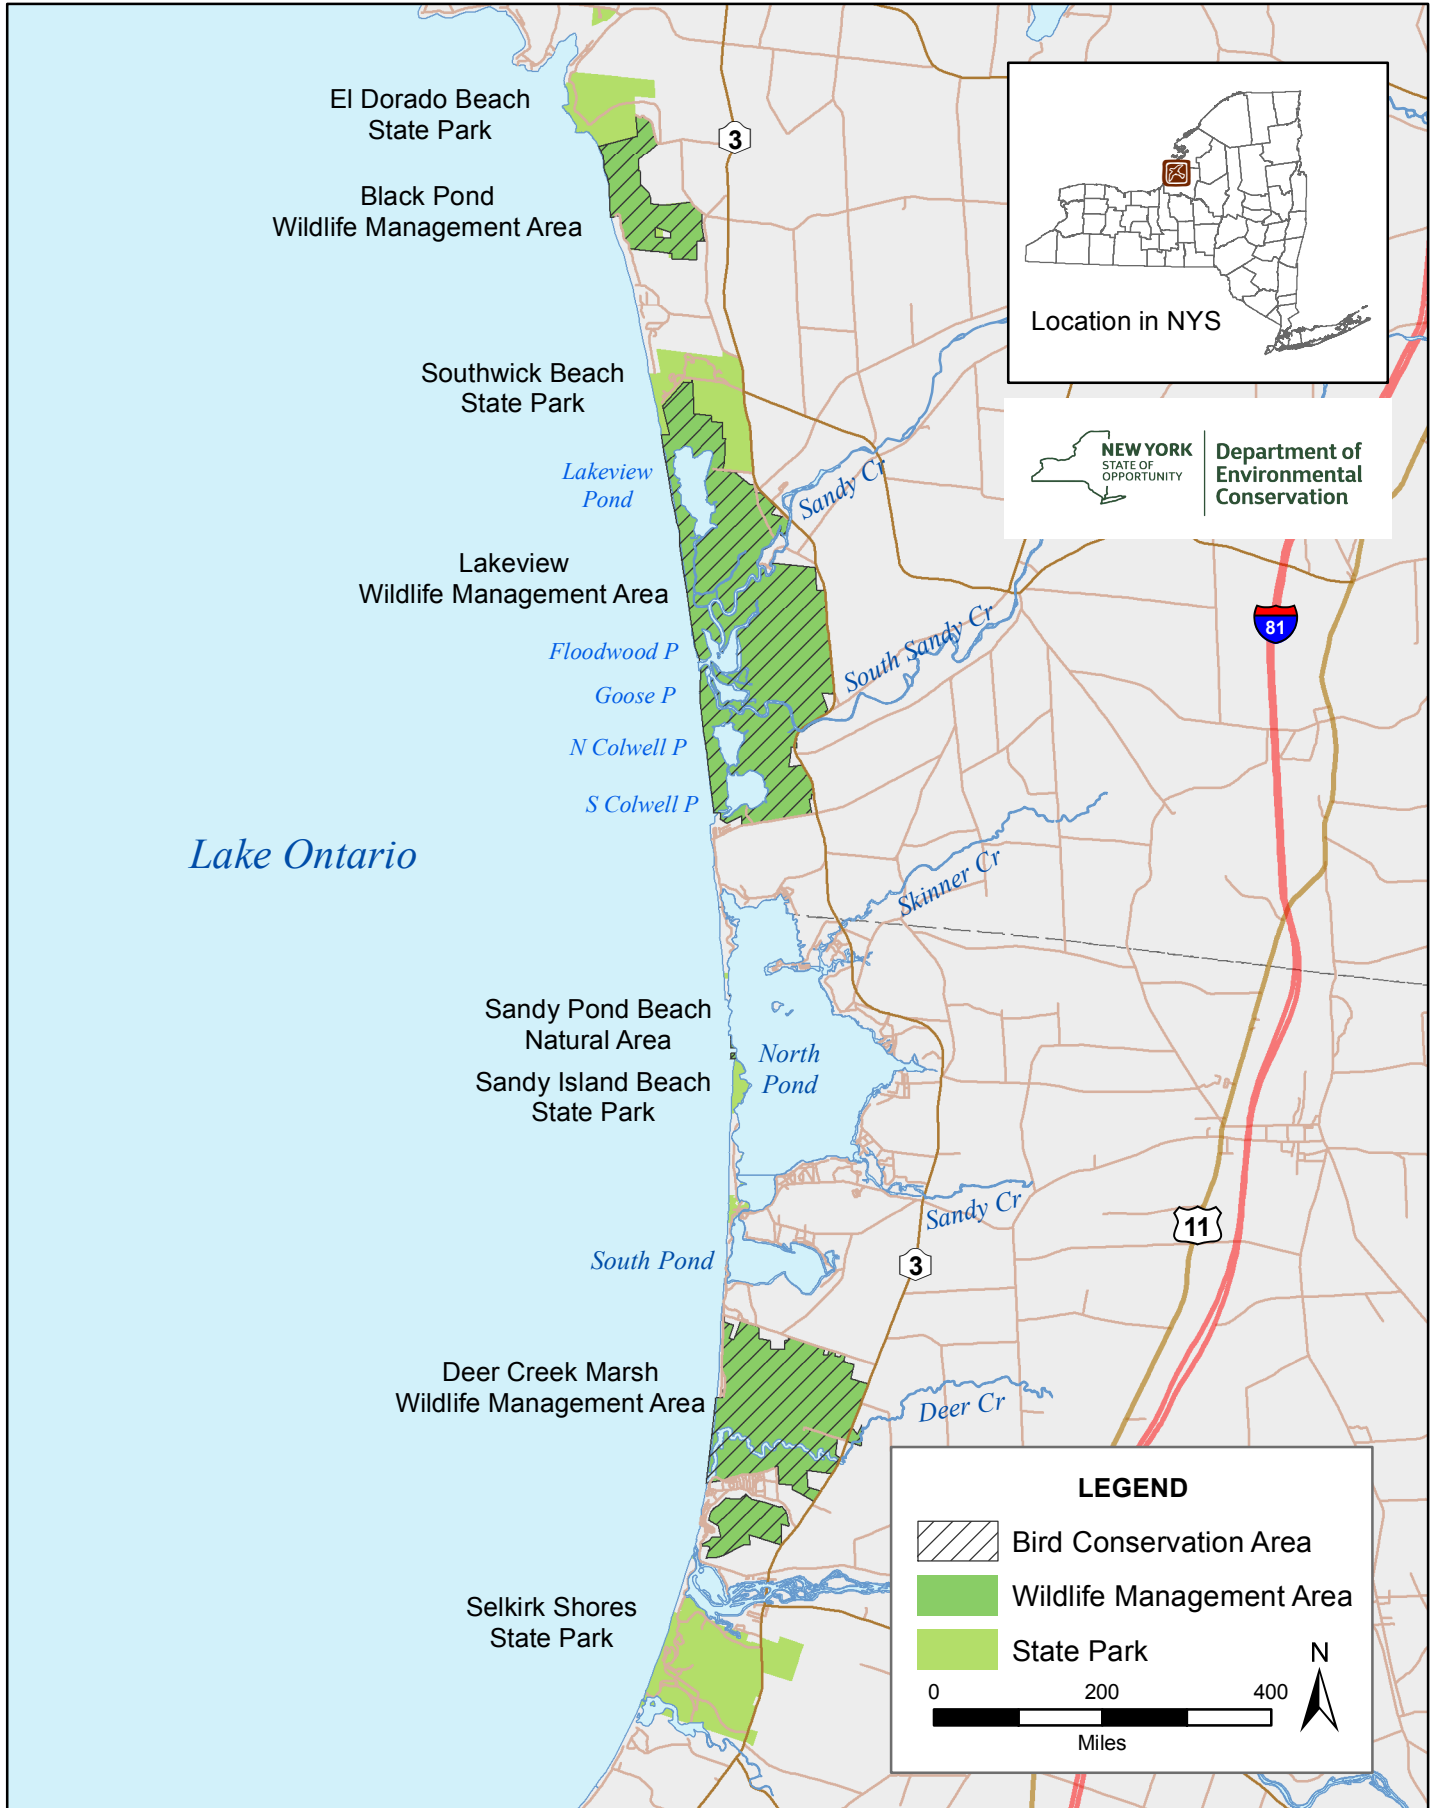 El Dorado Beach
State Park
3
Black Pond
Wildlife Management Area
Location in NYS
Southwick Beach
State Park
NEW YORK
STATE OF
OPPORTUNITY
Department of
Environmental
Conservation
Lakeview
Pond
Sandy Cr
Lakeview
Wildlife Management Area
81
Floodwood P
South Sandy Cr
Goose P
N Colwell P
S Colwell P
Lake Ontario
Skinner Cr
Sandy Pond Beach
Natural Area
North
Pond
Sandy Island Beach
State Park
Sandy Cr
11
South Pond
3
Deer Creek Marsh
Wildlife Management Area
Deer Cr
LEGEND
Bird Conservation Area
Wildlife Management Area
State Park
Selkirk Shores
State Park
N
0 200 400
Miles